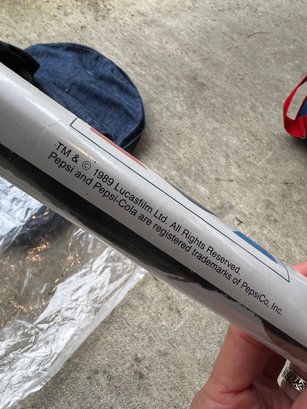 TM & © 1989 Lucasfilm Ltd. All Rights Reserved.
Pepsi and Pepsi-Cola are registered trademarks of PepsiCo, Inc.